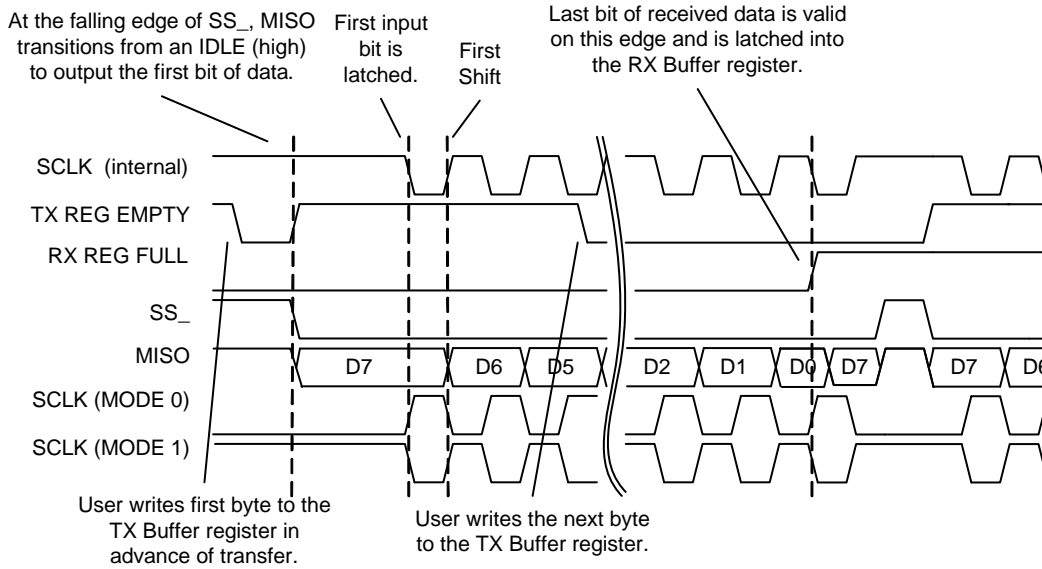 At the falling edge of SS_, MISO
transitions from an IDLE (high)
to output the first bit of data.
First input
bit is
latched.
First
Shift
Last bit of received data is valid
on this edge and is latched into
the RX Buffer register.
SCLK (internal)
TX REG EMPTY
RX REG FULL
SS_
MISO
D7 D6 D5 D2 D1 D0 D7 D7 D6
SCLK (MODE 0)
SCLK (MODE 1)
User writes first byte to the
TX Buffer register in
advance of transfer.
User writes the next byte
to the TX Buffer register.